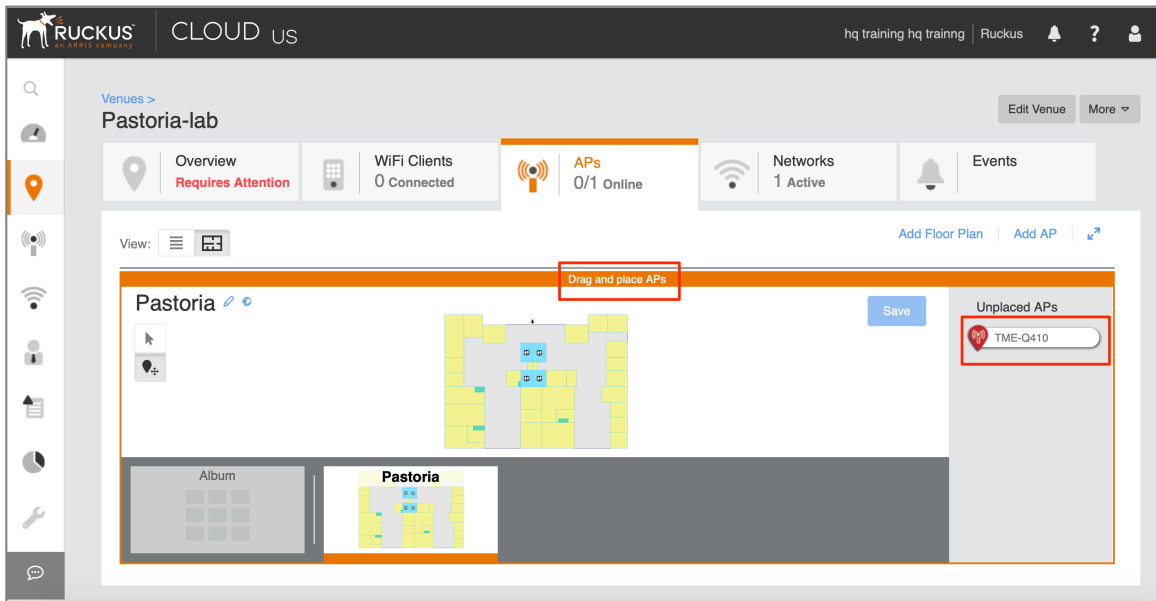 RUCKUS™
an ARRIS company
CLOUD US
hq training hq trainng
Ruckus
?
Venues >
Pastoria-lab
Edit Venue
More
Overview
Requires Attention
WiFi Clients
0 Connected
APs
0/1 Online
Networks
1 Active
Events
View:
Add Floor Plan
Add AP
Drag and place APs
Pastoria
Save
Unplaced APs
TME-Q410
Album
Pastoria